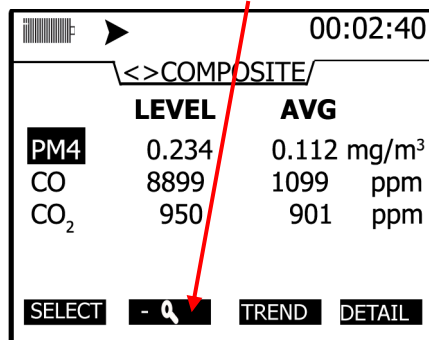 00:02:40
<>COMPOSITE/
LEVEL AVG
PM4 0.234 0.112 mg/m³
CO 8899 1099 ppm
CO₂ 950 901 ppm
SELECT - TREND DETAIL